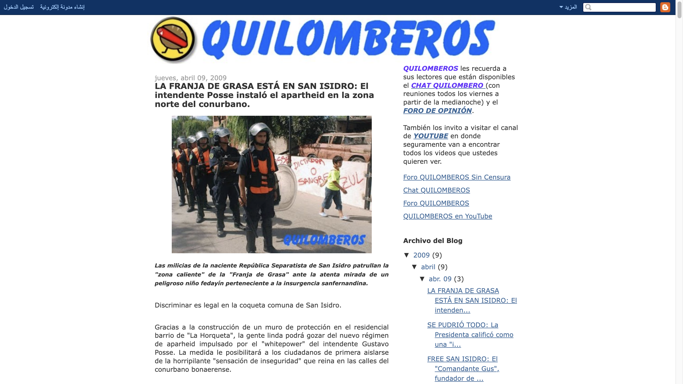 إنشاء مدونة إلكترونية
تسجيل الدخول
المزيد
QUILOMBEROS
jueves, abril 09, 2009
LA FRANJA DE GRASA ESTÁ EN SAN ISIDRO: El
intendente Posse instaló el apartheid en la zona
norte del conurbano.
DICTADURA
O
SANGRE
AZUL
QUILOMBEROS
Las milicias de la naciente República Separatista de San Isidro patrullan la
"zona caliente" de la "Franja de Grasa" ante la atenta mirada de un
peligroso niño fedayín perteneciente a la insurgencia sanfernandina.
Discriminar es legal en la coqueta comuna de San Isidro.
Gracias a la construcción de un muro de protección en el residencial
barrio de "La Horqueta", la gente linda podrá gozar del nuevo régimen
de apartheid impulsado por el "whitepower" del intendente Gustavo
Posse. La medida le posibilitará a los ciudadanos de primera aislarse
de la horripilante "sensación de inseguridad" que reina en las calles del
conurbano bonaerense.
QUILOMBEROS les recuerda a
sus lectores que están disponibles
el CHAT QUILOMBERO (con
reuniones todos los viernes a
partir de la medianoche) y el
FORO DE OPINIÓN.
También los invito a visitar el canal
de YOUTUBE en donde
seguramente van a encontrar
todos los videos que ustedes
quieren ver.
Foro QUILOMBEROS Sin Censura
Chat QUILOMBEROS
Foro QUILOMBEROS
QUILOMBEROS en YouTube
Archivo del Blog
▼ 2009 (9)
▼ abril (9)
▼ abr. 09 (3)
LA FRANJA DE GRASA
ESTÁ EN SAN ISIDRO: El
intenden...
SE PUDRIÓ TODO: La
Presidenta calificó como
una "i...
FREE SAN ISIDRO: El
"Comandante Gus",
fundador de ...